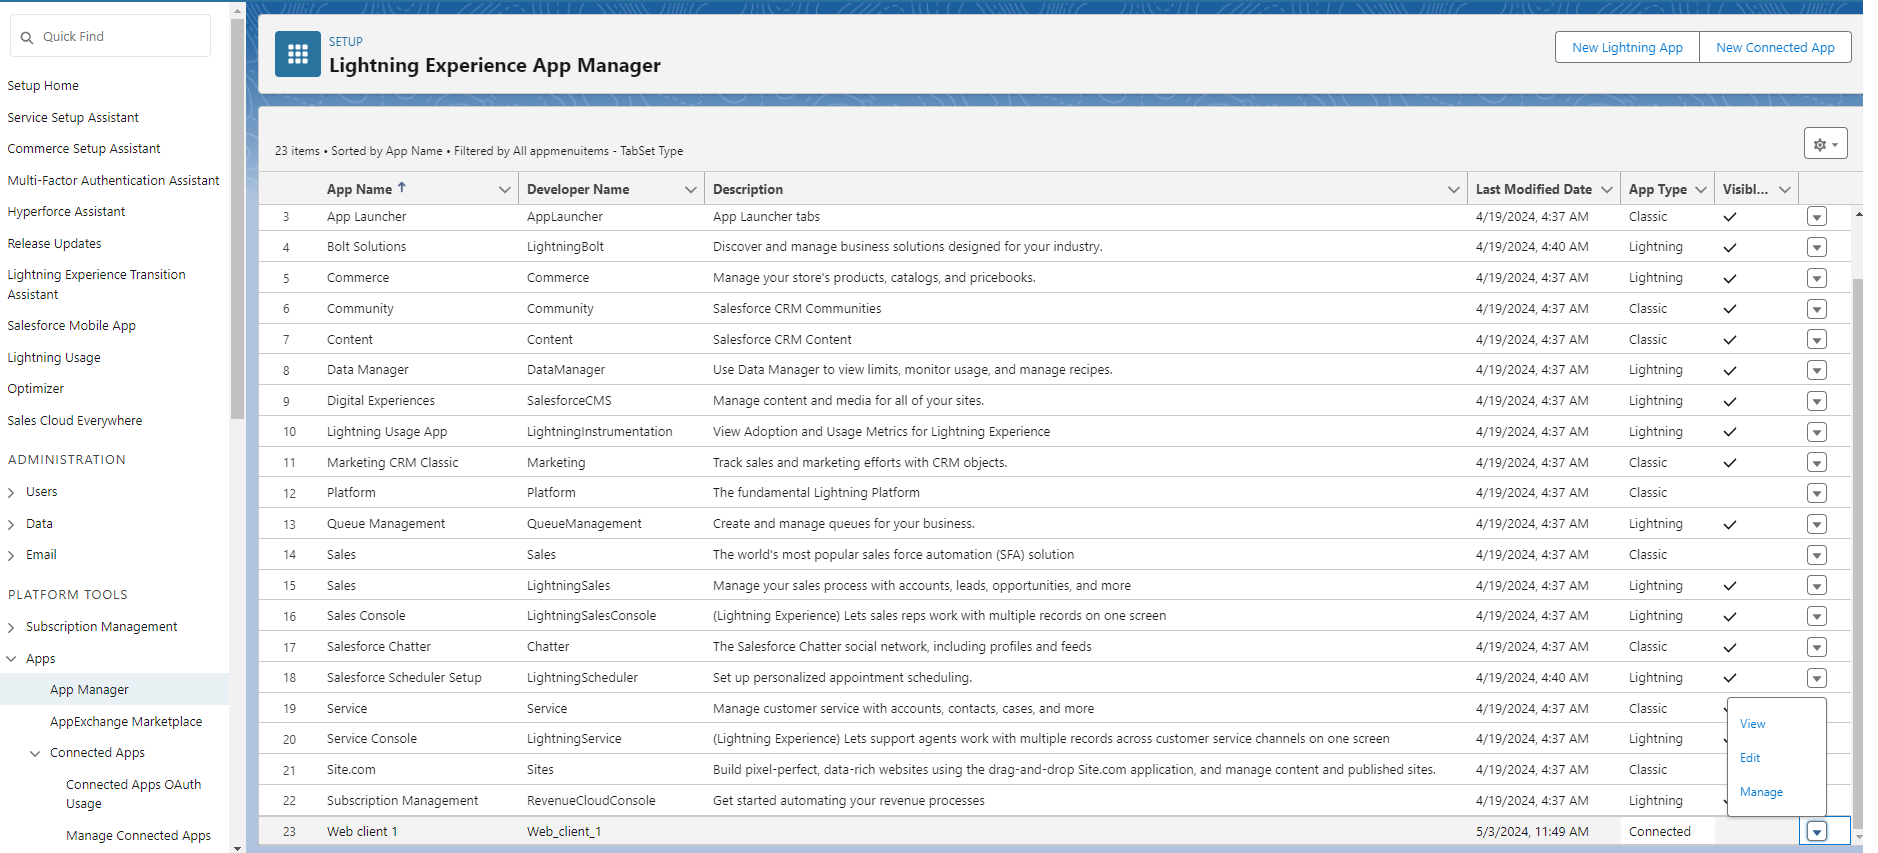 Quick Find
Setup Home
Service Setup Assistant
Commerce Setup Assistant
Multi-Factor Authentication Assistant
Hyperforce Assistant
Release Updates
Lightning Experience Transition
Assistant
Salesforce Mobile App
Lightning Usage
Optimizer
Sales Cloud Everywhere
ADMINISTRATION
Users
Data
Email
PLATFORM TOOLS
Subscription Management
Apps
App Manager
AppExchange Marketplace
Connected Apps
Connected Apps OAuth
Usage
Manage Connected Apps
SETUP
Lightning Experience App Manager
New Lightning App New Connected App
23 items • Sorted by App Name • Filtered by All appmenuitems - TabSet Type
App Name Developer Name Description Last Modified Date App Type Visibl...
3 App Launcher AppLauncher App Launcher tabs 4/19/2024, 4:37 AM Classic
4 Bolt Solutions LightningBolt Discover and manage business solutions designed for your industry. 4/19/2024, 4:40 AM Lightning
5 Commerce Commerce Manage your store's products, catalogs, and pricebooks. 4/19/2024, 4:37 AM Lightning
6 Community Community Salesforce CRM Communities 4/19/2024, 4:37 AM Classic
7 Content Content Salesforce CRM Content 4/19/2024, 4:37 AM Classic
8 Data Manager DataManager Use Data Manager to view limits, monitor usage, and manage recipes. 4/19/2024, 4:37 AM Lightning
9 Digital Experiences SalesforceCMS Manage content and media for all of your sites. 4/19/2024, 4:37 AM Lightning
10 Lightning Usage App LightningInstrumentation View Adoption and Usage Metrics for Lightning Experience 4/19/2024, 4:37 AM Lightning
11 Marketing CRM Classic Marketing Track sales and marketing efforts with CRM objects. 4/19/2024, 4:37 AM Classic
12 Platform Platform The fundamental Lightning Platform 4/19/2024, 4:37 AM Classic
13 Queue Management QueueManagement Create and manage queues for your business. 4/19/2024, 4:37 AM Lightning
14 Sales Sales The world's most popular sales force automation (SFA) solution 4/19/2024, 4:37 AM Classic
15 Sales LightningSales Manage your sales process with accounts, leads, opportunities, and more 4/19/2024, 4:37 AM Lightning
16 Sales Console LightningSalesConsole (Lightning Experience) Lets sales reps work with multiple records on one screen 4/19/2024, 4:37 AM Lightning
17 Salesforce Chatter Chatter The Salesforce Chatter social network, including profiles and feeds 4/19/2024, 4:37 AM Classic
18 Salesforce Scheduler Setup LightningScheduler Set up personalized appointment scheduling. 4/19/2024, 4:40 AM Lightning
19 Service Service Manage customer service with accounts, contacts, cases, and more 4/19/2024, 4:37 AM Classic
20 Service Console LightningService (Lightning Experience) Lets support agents work with multiple records across customer service channels on one screen 4/19/2024, 4:37 AM Lightning
21 Site.com Sites Build pixel-perfect, data-rich websites using the drag-and-drop Site.com application, and manage content and published sites. 4/19/2024, 4:37 AM Classic
22 Subscription Management RevenueCloudConsole Get started automating your revenue processes 4/19/2024, 4:37 AM Lightning
23 Web client 1 Web_client_1 5/3/2024, 11:49 AM Connected
View
Edit
Manage